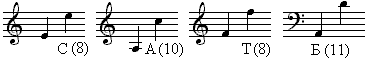 С (8) А (10) Т (8) Б (11)